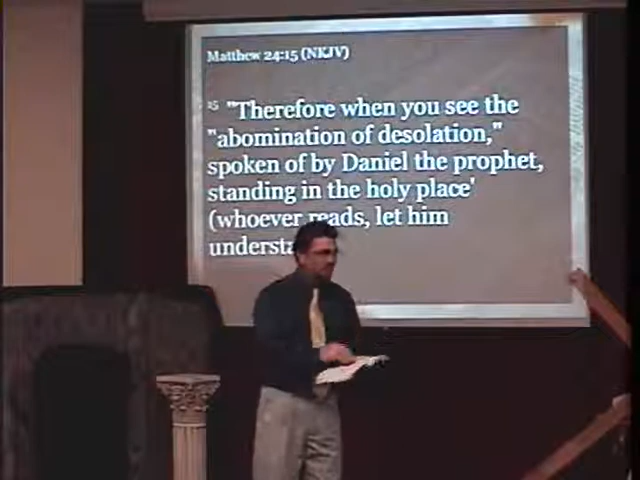 Matthew 24:15 (NKJV)
15 "Therefore when you see the
"abomination of desolation,"
spoken of by Daniel the prophet,
standing in the holy place'
(whoever reads, let him